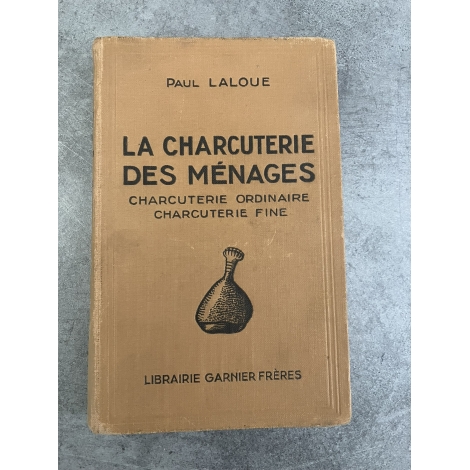 PAUL LALOUE
LA CHARCUTERIE
DES MÉNAGES
CHARCUTERIE ORDINAIRE
CHARCUTERIE FINE
LIBRAIRIE GARNIER FRÈRES